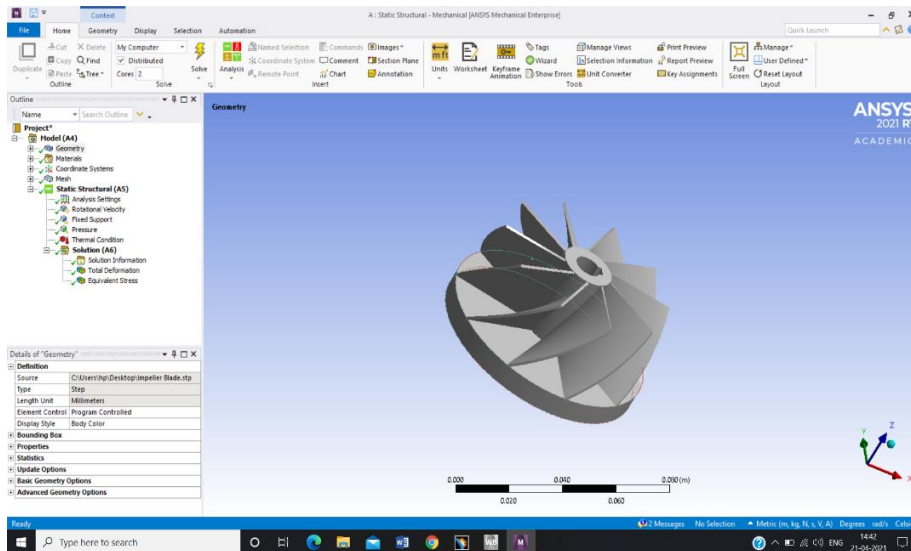 Context
A : Static Structural - Mechanical [ANSYS Mechanical Enterprise]
File Home Geometry Display Selection Automation
Quick Launch
Duplicate
Cut Delete
Copy Find
Paste Tree
Outline
My Computer
Distributed
Cores 2
Solve
Solve
Analysis
Named Selection
Coordinate System
Remote Point
Commands
Comment
Chart
Images
Section Plane
Annotation
Insert
Units
Worksheet
Keyframe
Animation
Tags
Wizard
Show Errors
Manage Views
Selection Information
Unit Converter
Print Preview
Report Preview
Key Assignments
Tools
Full
Screen
Manage
User Defined
Reset Layout
Layout
Outline
Name Search Outline
Project*
Model (A4)
Geometry
Materials
Coordinate Systems
Mesh
Static Structural (A5)
Analysis Settings
Rotational Velocity
Fixed Support
Pressure
Thermal Condition
Solution (A6)
Solution Information
Total Deformation
Equivalent Stress
Geometry
ANSYS
2021 R
ACADEMIC
Details of "Geometry"
Definition
Source C:\Users\hp\Desktop\Impeller Blade.stp
Type Step
Length Unit Millimeters
Element Control Program Controlled
Display Style Body Color
Bounding Box
Properties
Statistics
Update Options
Basic Geometry Options
Advanced Geometry Options
0.000 0.040 0.080 (m)
0.020 0.060
Y
Z
X
Ready
2 Messages No Selection Metric (m, kg, N, s, V, A) Degrees rad/s Celsi
Type here to search
WB
M
ENG
14:42
21-04-2021